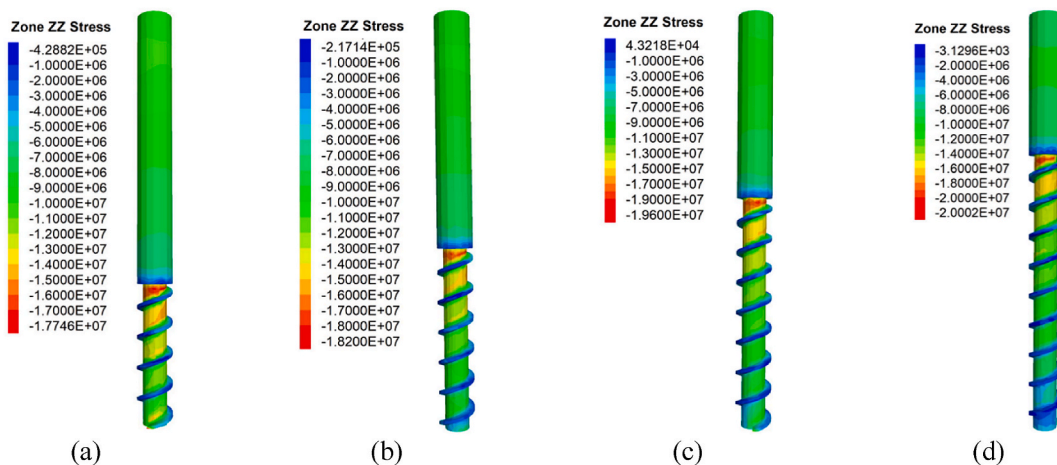 Zone ZZ Stress
-4.2882E+05
-1.0000E+06
-2.0000E+06
-3.0000E+06
-4.0000E+06
-5.0000E+06
-6.0000E+06
-7.0000E+06
-8.0000E+06
-9.0000E+06
-1.0000E+07
-1.1000E+07
-1.2000E+07
-1.3000E+07
-1.4000E+07
-1.5000E+07
-1.6000E+07
-1.7000E+07
-1.7746E+07
(a)
Zone ZZ Stress
-2.1714E+05
-1.0000E+06
-2.0000E+06
-3.0000E+06
-4.0000E+06
-5.0000E+06
-6.0000E+06
-7.0000E+06
-8.0000E+06
-9.0000E+06
-1.0000E+07
-1.1000E+07
-1.2000E+07
-1.3000E+07
-1.4000E+07
-1.5000E+07
-1.6000E+07
-1.7000E+07
-1.8000E+07
-1.8200E+07
(b)
Zone ZZ Stress
4.3218E+04
-1.0000E+06
-3.0000E+06
-5.0000E+06
-7.0000E+06
-9.0000E+06
-1.1000E+07
-1.3000E+07
-1.5000E+07
-1.7000E+07
-1.9000E+07
-1.9600E+07
(c)
Zone ZZ Stress
-3.1296E+03
-2.0000E+06
-4.0000E+06
-6.0000E+06
-8.0000E+06
-1.0000E+07
-1.2000E+07
-1.4000E+07
-1.6000E+07
-1.8000E+07
-2.0000E+07
-2.0002E+07
(d)